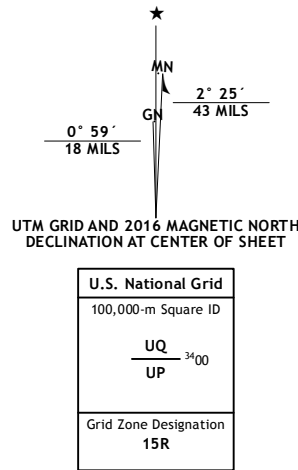 ★
MN
GN
2° 25´
43 MILS
0° 59´
18 MILS
UTM GRID AND 2016 MAGNETIC NORTH
DECLINATION AT CENTER OF SHEET
U.S. National Grid
100,000-m Square ID
UQ
UP
³⁴00
Grid Zone Designation
15R